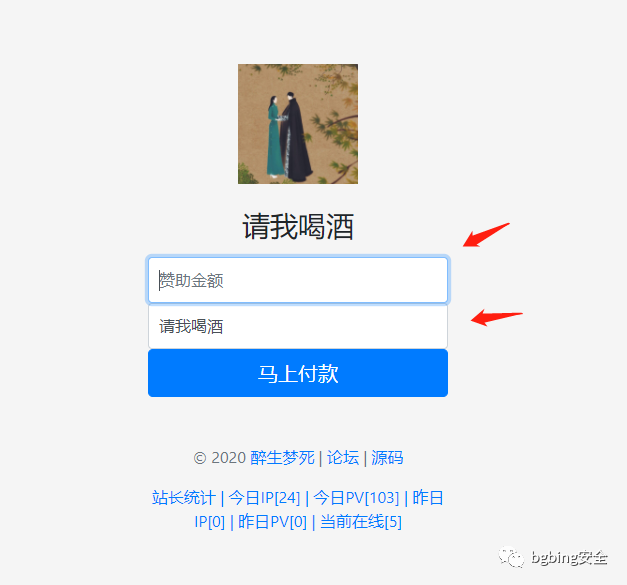 请我喝酒
赞助金额
请我喝酒
马上付款
© 2020 醉生梦死 | 论坛 | 源码
站长统计 | 今日IP[24] | 今日PV[103] | 昨日
IP[0] | 昨日PV[0] | 当前在线[5]
bgbing安全